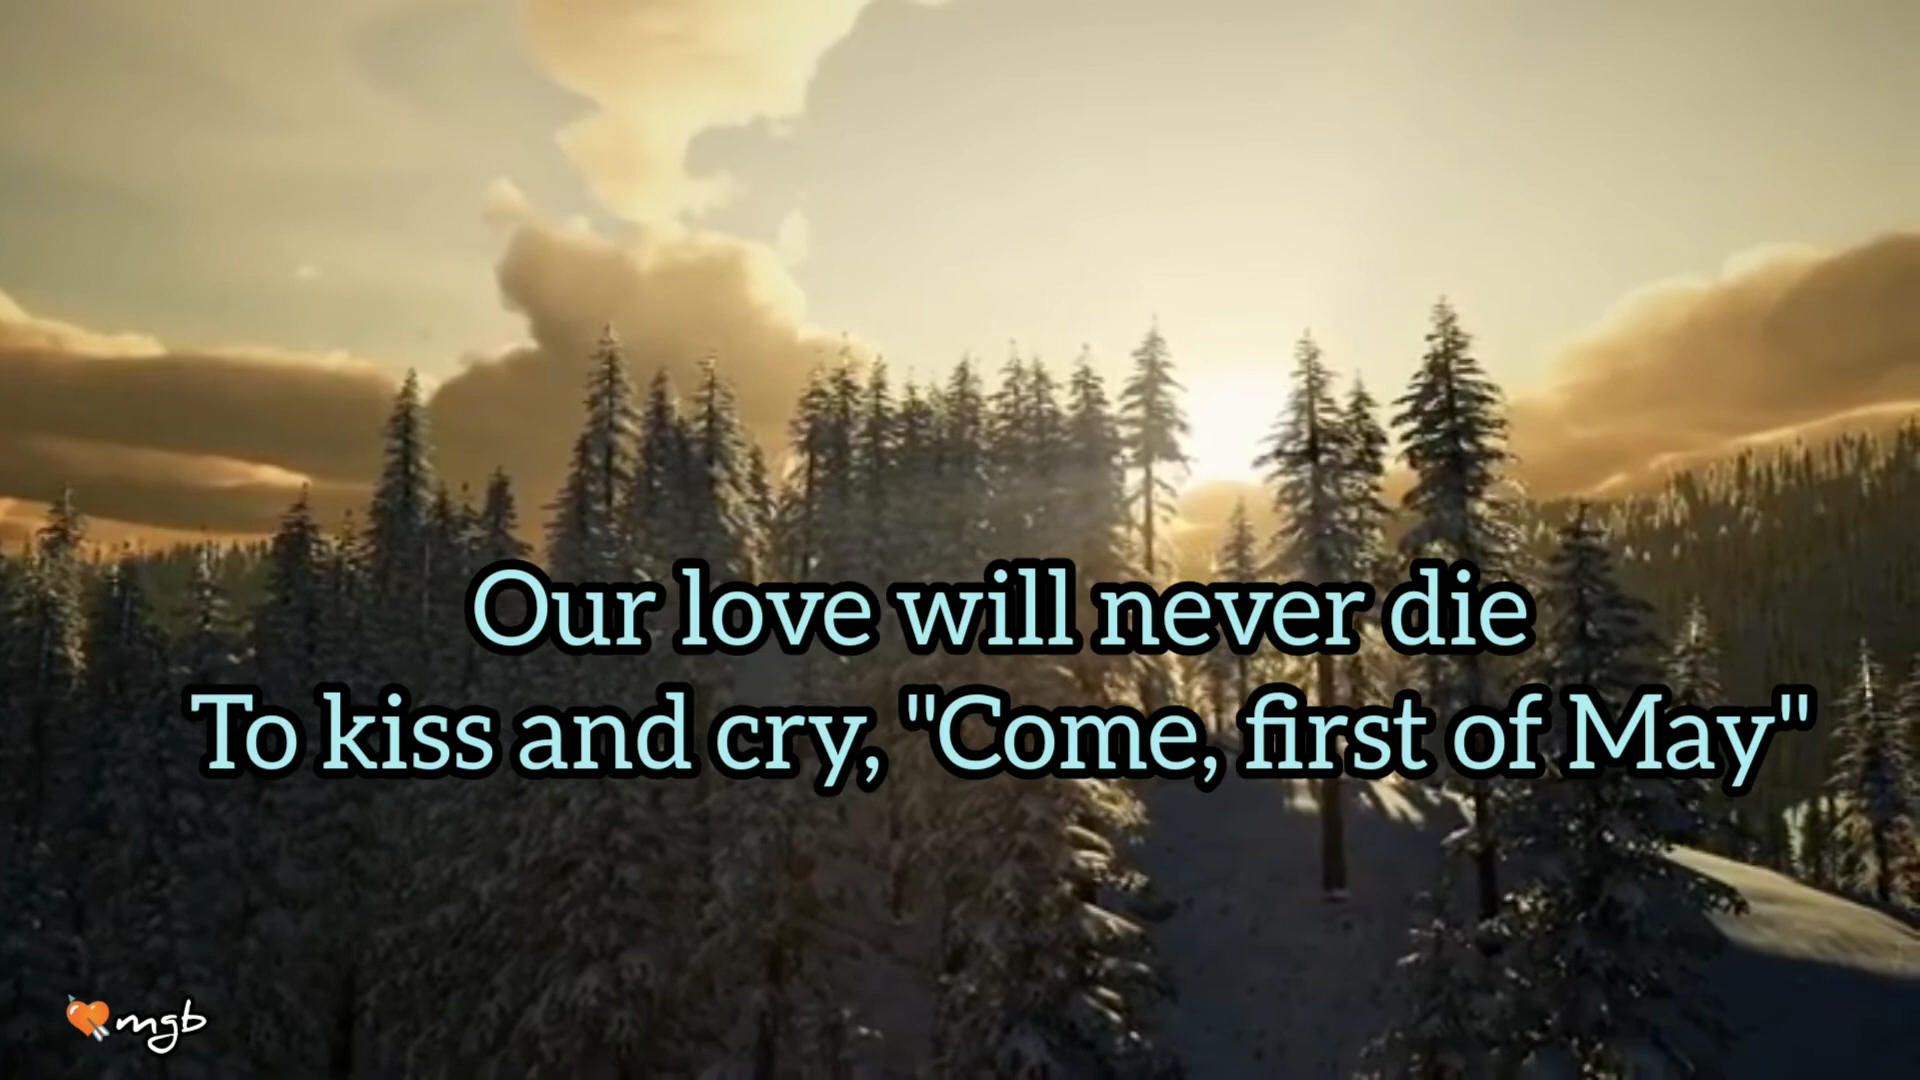 Our love will never die
To kiss and cry, "Come, first of May"
mgb